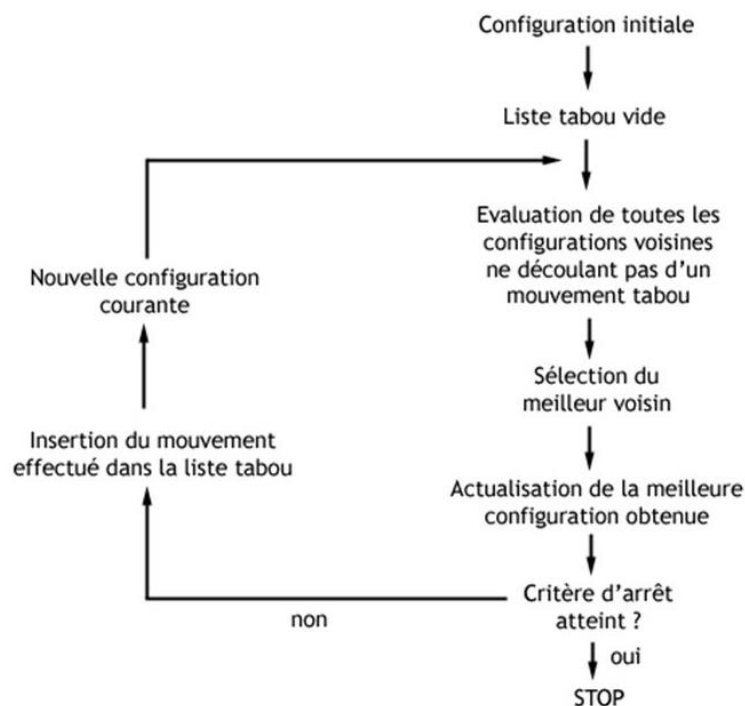 Configuration initiale
Liste tabou vide
Evaluation de toutes les
configurations voisines
ne découlant pas d'un
mouvement tabou
Sélection du
meilleur voisin
Actualisation de la meilleure
configuration obtenue
Critère d'arrêt
atteint ?
oui
STOP
non
Insertion du mouvement
effectué dans la liste tabou
Nouvelle configuration
courante